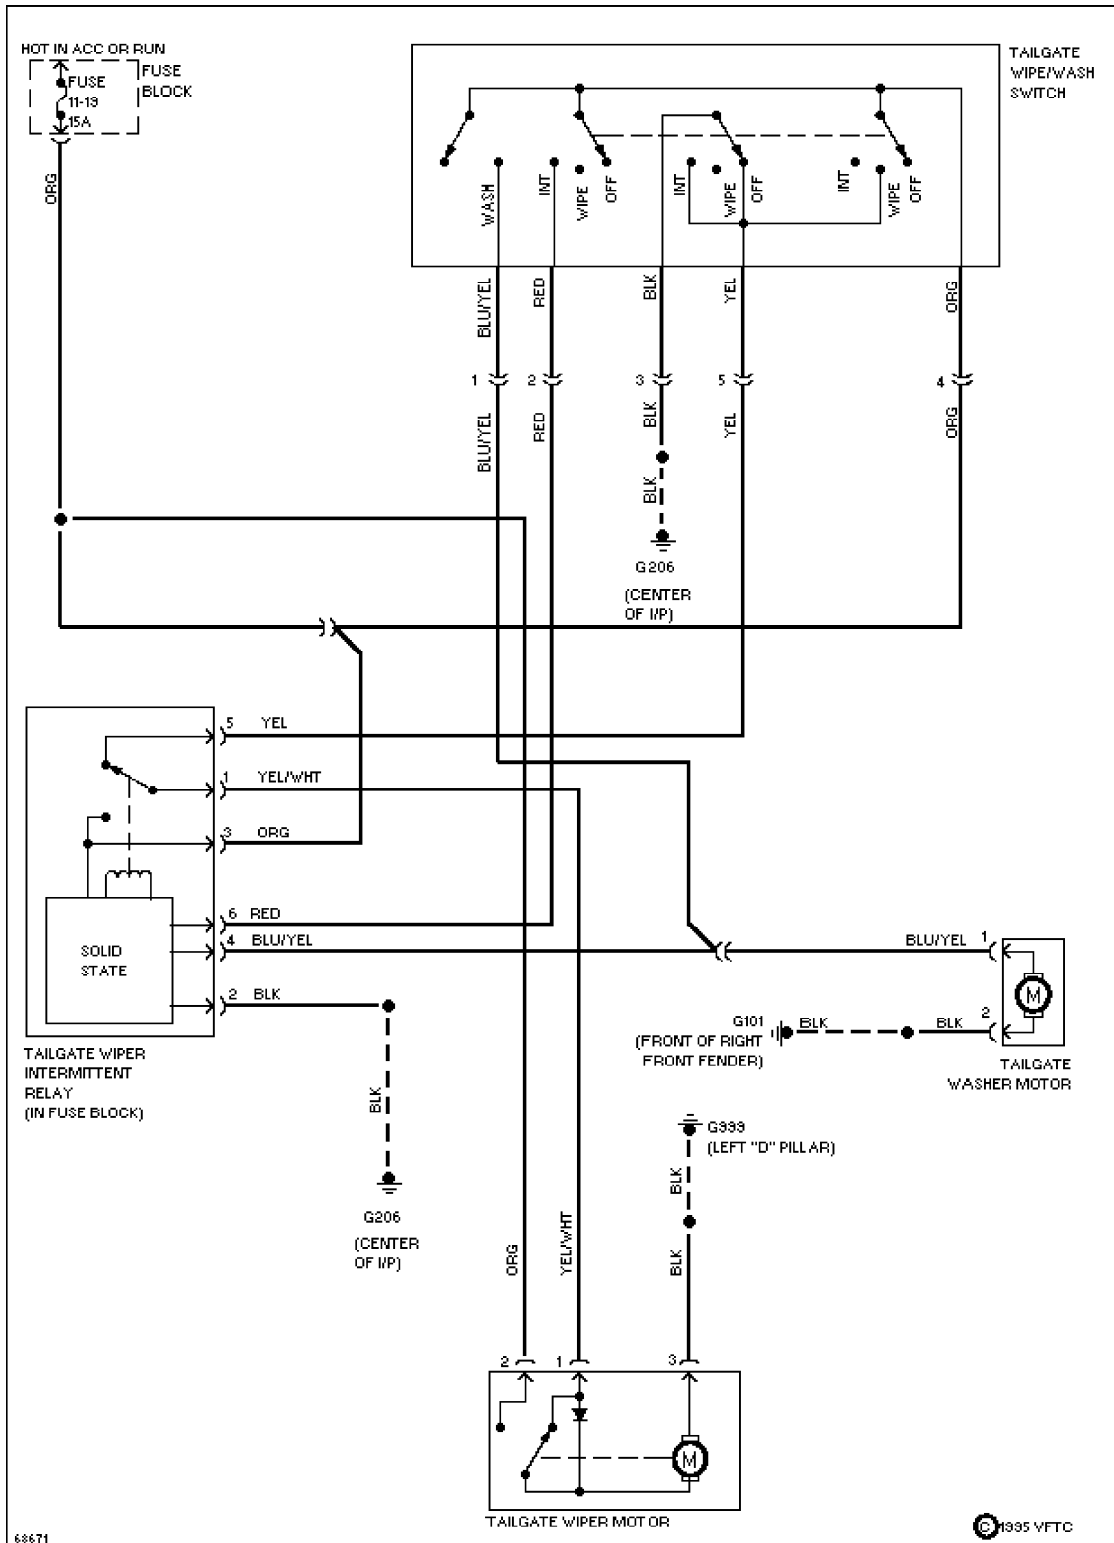 HOT IN ACC OR RUN
FUSE
BLOCK
FUSE
11-19
15A
ORG
TAILGATE
WIPE/WASH
SWITCH
WASH
INT
WIPE
OFF
INT
WIPE
OFF
INT
WIPE
OFF
BLU/YEL
RED
BLK
YEL
ORG
1
2
3
5
4
BLU/YEL
RED
BLK
YEL
ORG
BLK
G206
(CENTER
OF I/P)
5 YEL
1 YEL/WHT
3 ORG
6 RED
4 BLU/YEL
2 BLK
SOLID
STATE
TAILGATE WIPER
INTERMITTENT
RELAY
(IN FUSE BLOCK)
BLK
G206
(CENTER
OF I/P)
BLU/YEL
1
M
2
G101
BLK
BLK
(FRONT OF RIGHT
FRONT FENDER)
TAILGATE
WASHER MOTOR
G999
(LEFT "D" PILLAR)
BLK
BLK
ORG
YEL/WHT
2
1
3
M
TAILGATE WIPER MOTOR
68671
© 1995 VFTC